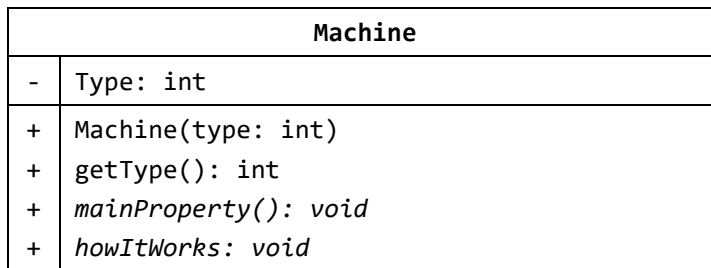 Machine
- Type: int
+ Machine(type: int)
+ getType(): int
+ mainProperty(): void
+ howItWorks: void